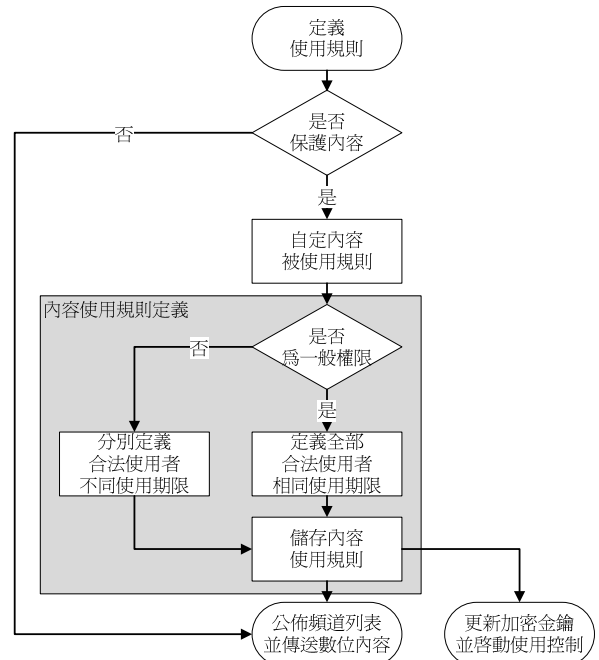 定義
使用規則
是否
保護內容
否
是
自定內容
被使用規則
內容使用規則定義
是否
為一般權限
否
是
分別定義
合法使用者
不同使用期限
定義全部
合法使用者
相同使用期限
儲存內容
使用規則
公佈頻道列表
並傳送數位內容
更新加密金鑰
並啓動使用控制